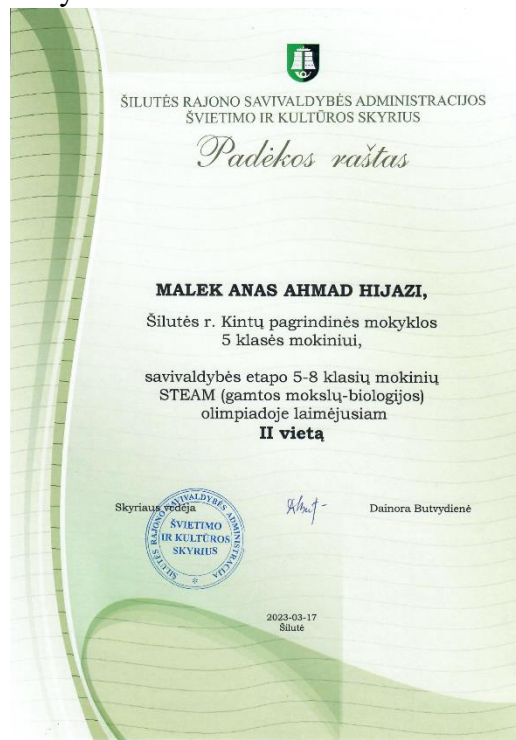 ŠILUTĖS RAJONO SAVIVALDYBĖS ADMINISTRACIJOS
ŠVIETIMO IR KULTŪROS SKYRIUS
Padėkos raštas
MALEK ANAS AHMAD HIJAZI,
Šilutės r. Kintų pagrindinės mokyklos
5 klasės mokiniui,
savivaldybės etapo 5-8 klasių mokinių
STEAM (gamtos mokslų-biologijos)
olimpiadoje laimėjusiam
II vietą
Skyriaus vedėja
Dainora Butvydienė
ŠILUTĖS RAJONO SAVIVALDYBĖS ADMINISTRACIJA
ŠVIETIMO
IR KULTŪROS
SKYRIUS
2023-03-17
Šilutė